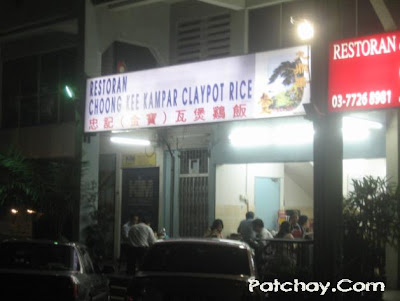 RESTORAN
CHOONG KEE KAMPAR CLAYPOT RICE
忠記(金寶)瓦煲鷄飯
RESTORAN
03-7726 8981
Patchay.Com